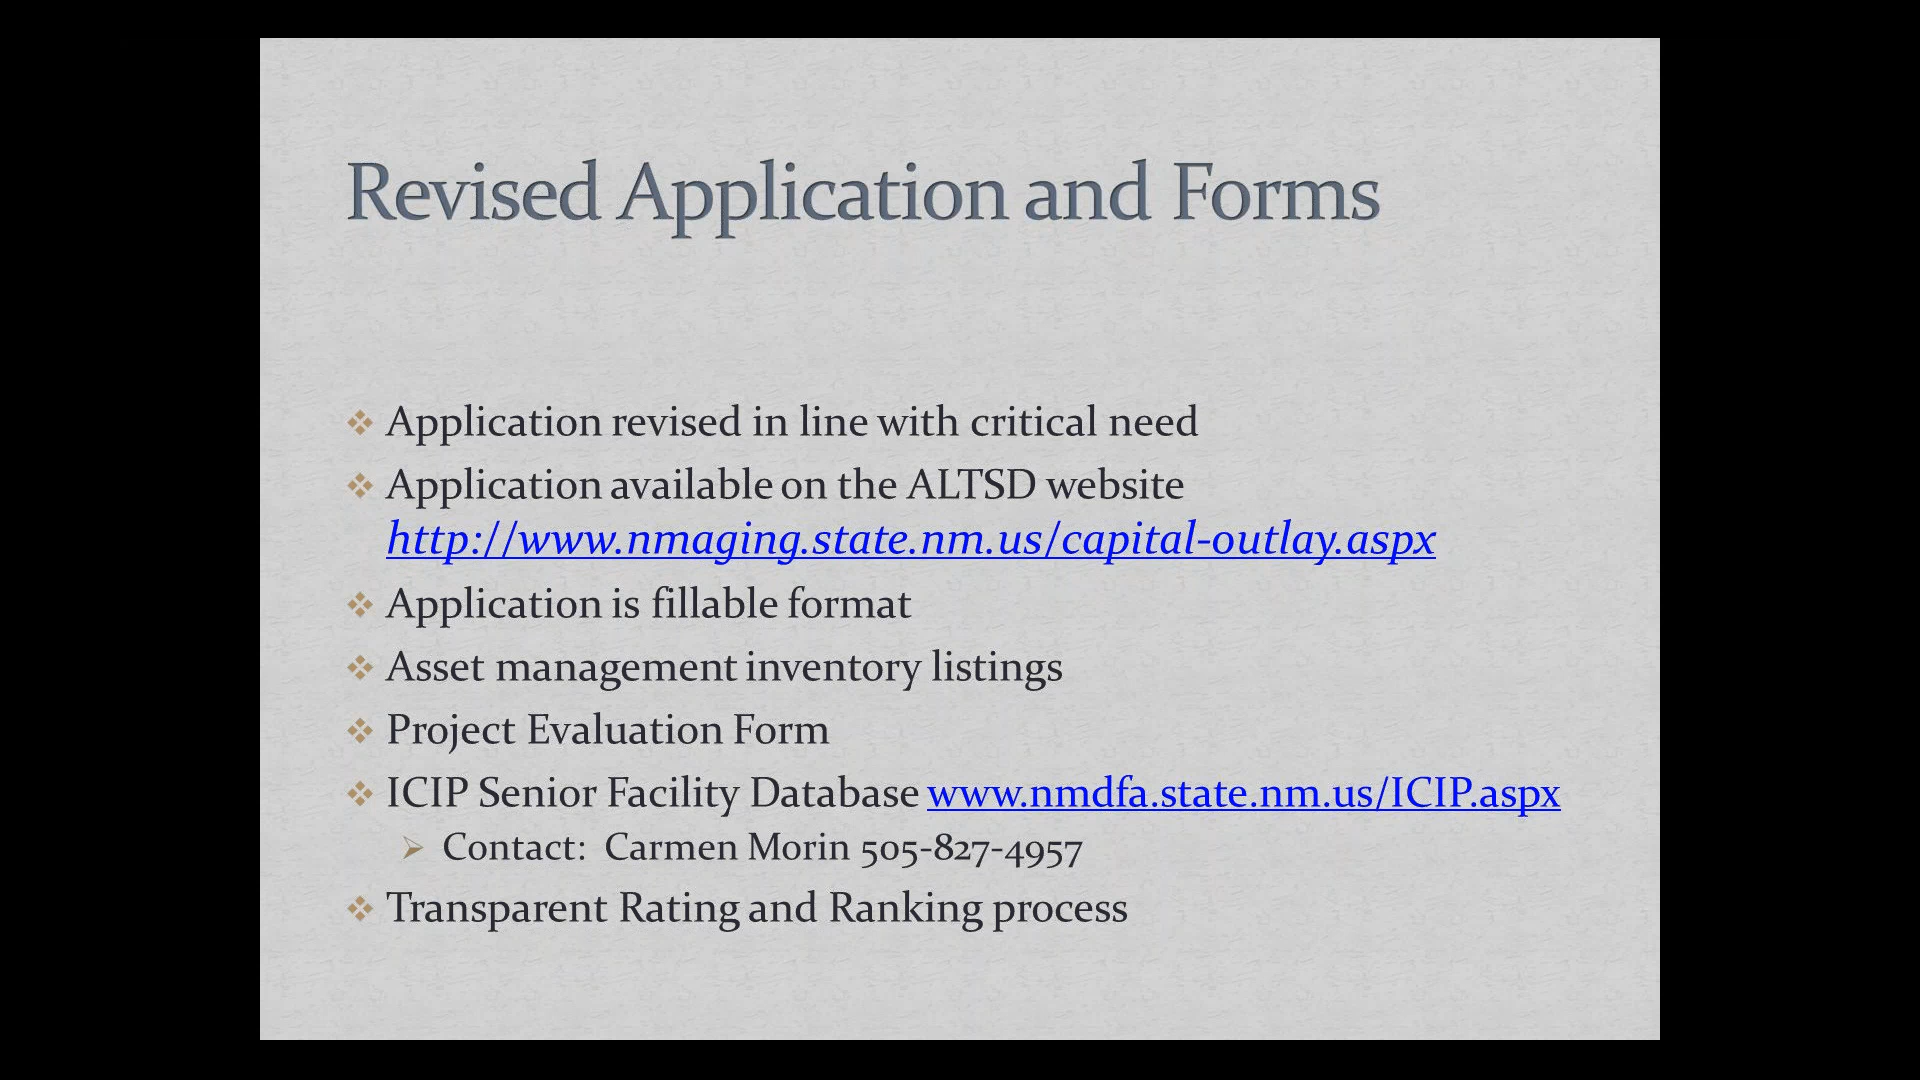 Revised Application and Forms
Application revised in line with critical need
Application available on the ALTSD website
http://www.nmaging.state.nm.us/capital-outlay.aspx
Application is fillable format
Asset management inventory listings
Project Evaluation Form
ICIP Senior Facility Database www.nmdfa.state.nm.us/ICIP.aspx
Contact: Carmen Morin 505-827-4957
Transparent Rating and Ranking process